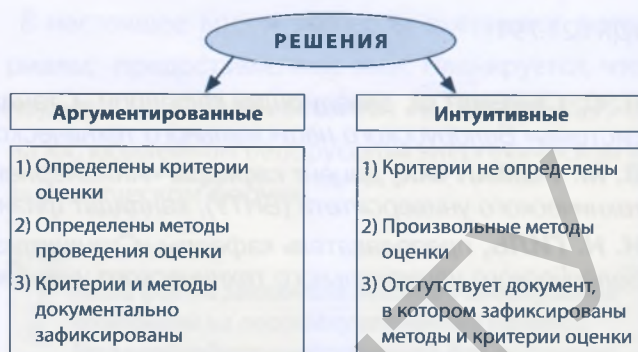 РЕШЕНИЯ
Аргументированные
1) Определены критерии
оценки
2) Определены методы
проведения оценки
3) Критерии и методы
документально
зафиксированы
Интуитивные
1) Критерии не определены
2) Произвольные методы
оценки
3) Отсутствует документ,
в котором зафиксированы
методы и критерии оценки